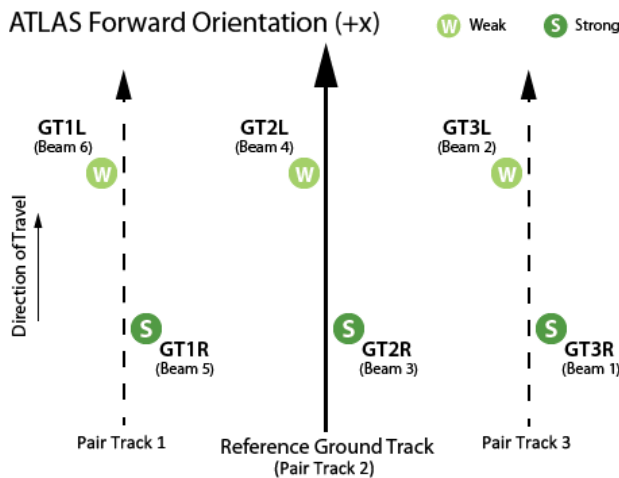 ATLAS Forward Orientation (+x)
W Weak
S Strong
GT1L
(Beam 6)
W
GT2L
(Beam 4)
W
GT3L
(Beam 2)
W
Direction of Travel
S
GT1R
(Beam 5)
S
GT2R
(Beam 3)
S
GT3R
(Beam 1)
Pair Track 1
Reference Ground Track
(Pair Track 2)
Pair Track 3